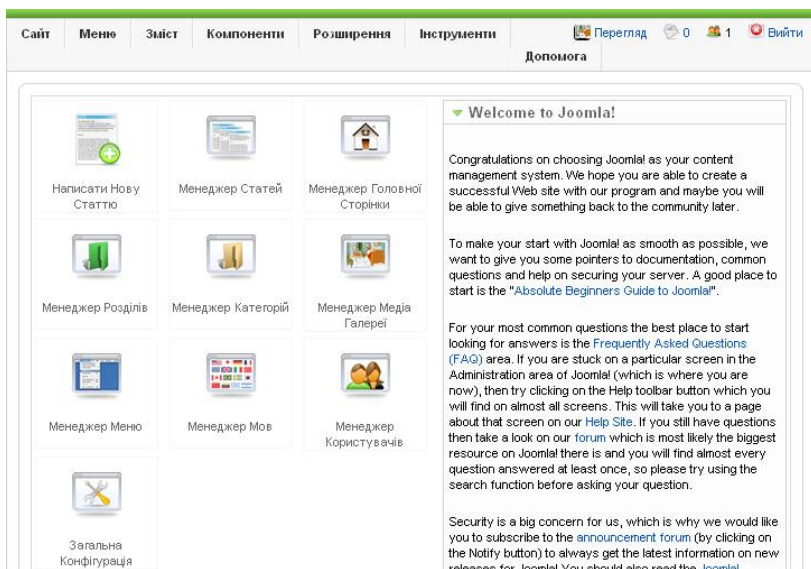 Сайт Меню Зміст Компоненти Розширення Інструменти Перегляд 0 1 Вийти
Допомога
Написати Нову
Статтю
Менеджер Статей
Менеджер Головної
Сторінки
Менеджер Розділів
Менеджер Категорій
Менеджер Медіа
Галереї
Менеджер Меню
Менеджер Мов
Менеджер
Користувачів
Загальна
Конфігурація
Welcome to Joomla!
Congratulations on choosing Joomla! as your content
management system. We hope you are able to create a
successful Web site with our program and maybe you will
be able to give something back to the community later.
To make your start with Joomla! as smooth as possible, we
want to give you some pointers to documentation, common
questions and help on securing your server. A good place to
start is the "Absolute Beginners Guide to Joomla!".
For your most common questions the best place to start
looking for answers is the Frequently Asked Questions
(FAQ) area. If you are stuck on a particular screen in the
Administration area of Joomla! (which is where you are
now), then try clicking on the Help toolbar button which you
will find on almost all screens. This will take you to a page
about that screen on our Help Site. If you still have questions
then take a look on our forum which is most likely the biggest
resource on Joomla! there is and you will find almost every
question answered at least once, so please try using the
search function before asking your question.
Security is a big concern for us, which is why we would like
you to subscribe to the announcement forum (by clicking on
the Notify button) to always get the latest information on new
releases for Joomla! You should also read the Joomla!